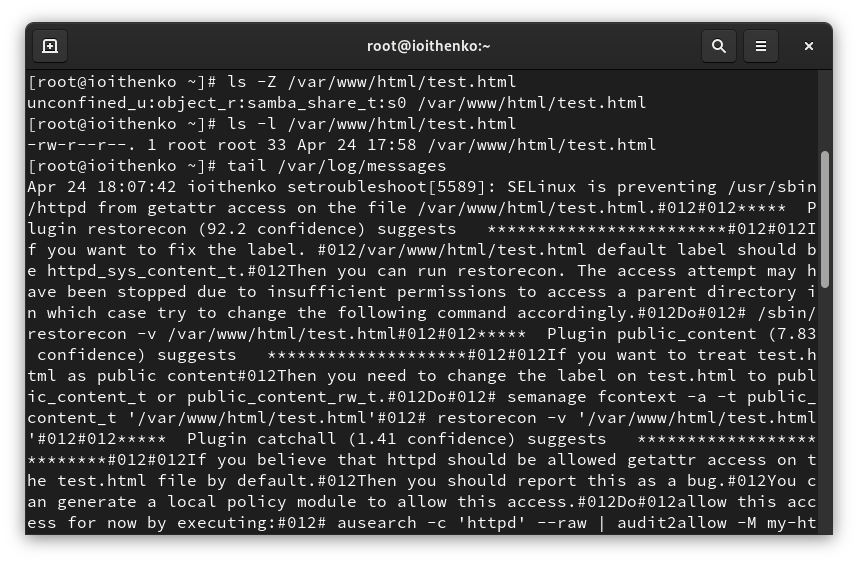 root@ioithenko:~
[root@ioithenko ~]# ls -Z /var/www/html/test.html
unconfined_u:object_r:samba_share_t:s0 /var/www/html/test.html
[root@ioithenko ~]# ls -l /var/www/html/test.html
-rw-r--r--. 1 root root 33 Apr 24 17:58 /var/www/html/test.html
[root@ioithenko ~]# tail /var/log/messages
Apr 24 18:07:42 ioithenko setroubleshoot[5589]: SELinux is preventing /usr/sbin
/httpd from getattr access on the file /var/www/html/test.html.#012#012*****  P
lugin restorecon (92.2 confidence) suggests   ************************#012#012I
f you want to fix the label. #012/var/www/html/test.html default label should b
e httpd_sys_content_t.#012Then you can run restorecon. The access attempt may h
ave been stopped due to insufficient permissions to access a parent directory i
n which case try to change the following command accordingly.#012Do#012# /sbin/
restorecon -v /var/www/html/test.html#012#012*****  Plugin public_content (7.83
 confidence) suggests   ********************#012#012If you want to treat test.h
tml as public content#012Then you need to change the label on test.html to publ
ic_content_t or public_content_rw_t.#012Do#012# semanage fcontext -a -t public_
content_t '/var/www/html/test.html'#012# restorecon -v '/var/www/html/test.html
'#012#012*****  Plugin catchall (1.41 confidence) suggests   ******************
********#012#012If you believe that httpd should be allowed getattr access on t
he test.html file by default.#012Then you should report this as a bug.#012You c
an generate a local policy module to allow this access.#012Do#012allow this acc
ess for now by executing:#012# ausearch -c 'httpd' --raw | audit2allow -M my-ht